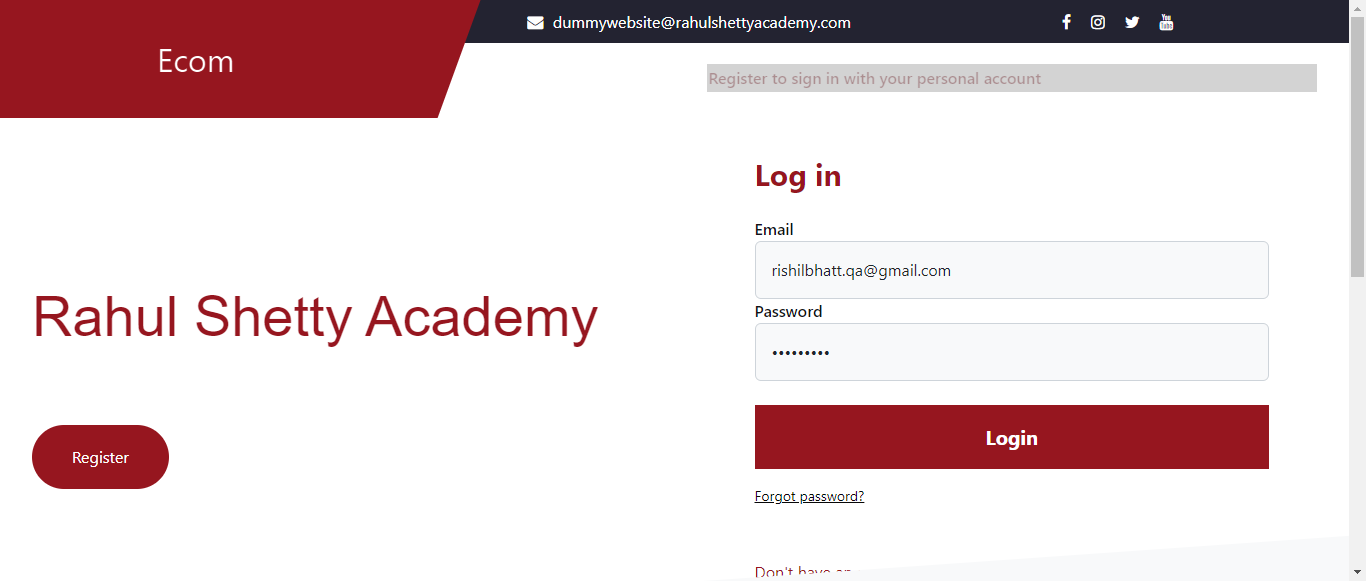 dummywebsite@rahulshettyacademy.com
Ecom
Register to sign in with your personal account
Log in
Email
rishilbhatt.qa@gmail.com
Password
•••••••••
Rahul Shetty Academy
Login
Register
Forgot password?
Don't have an